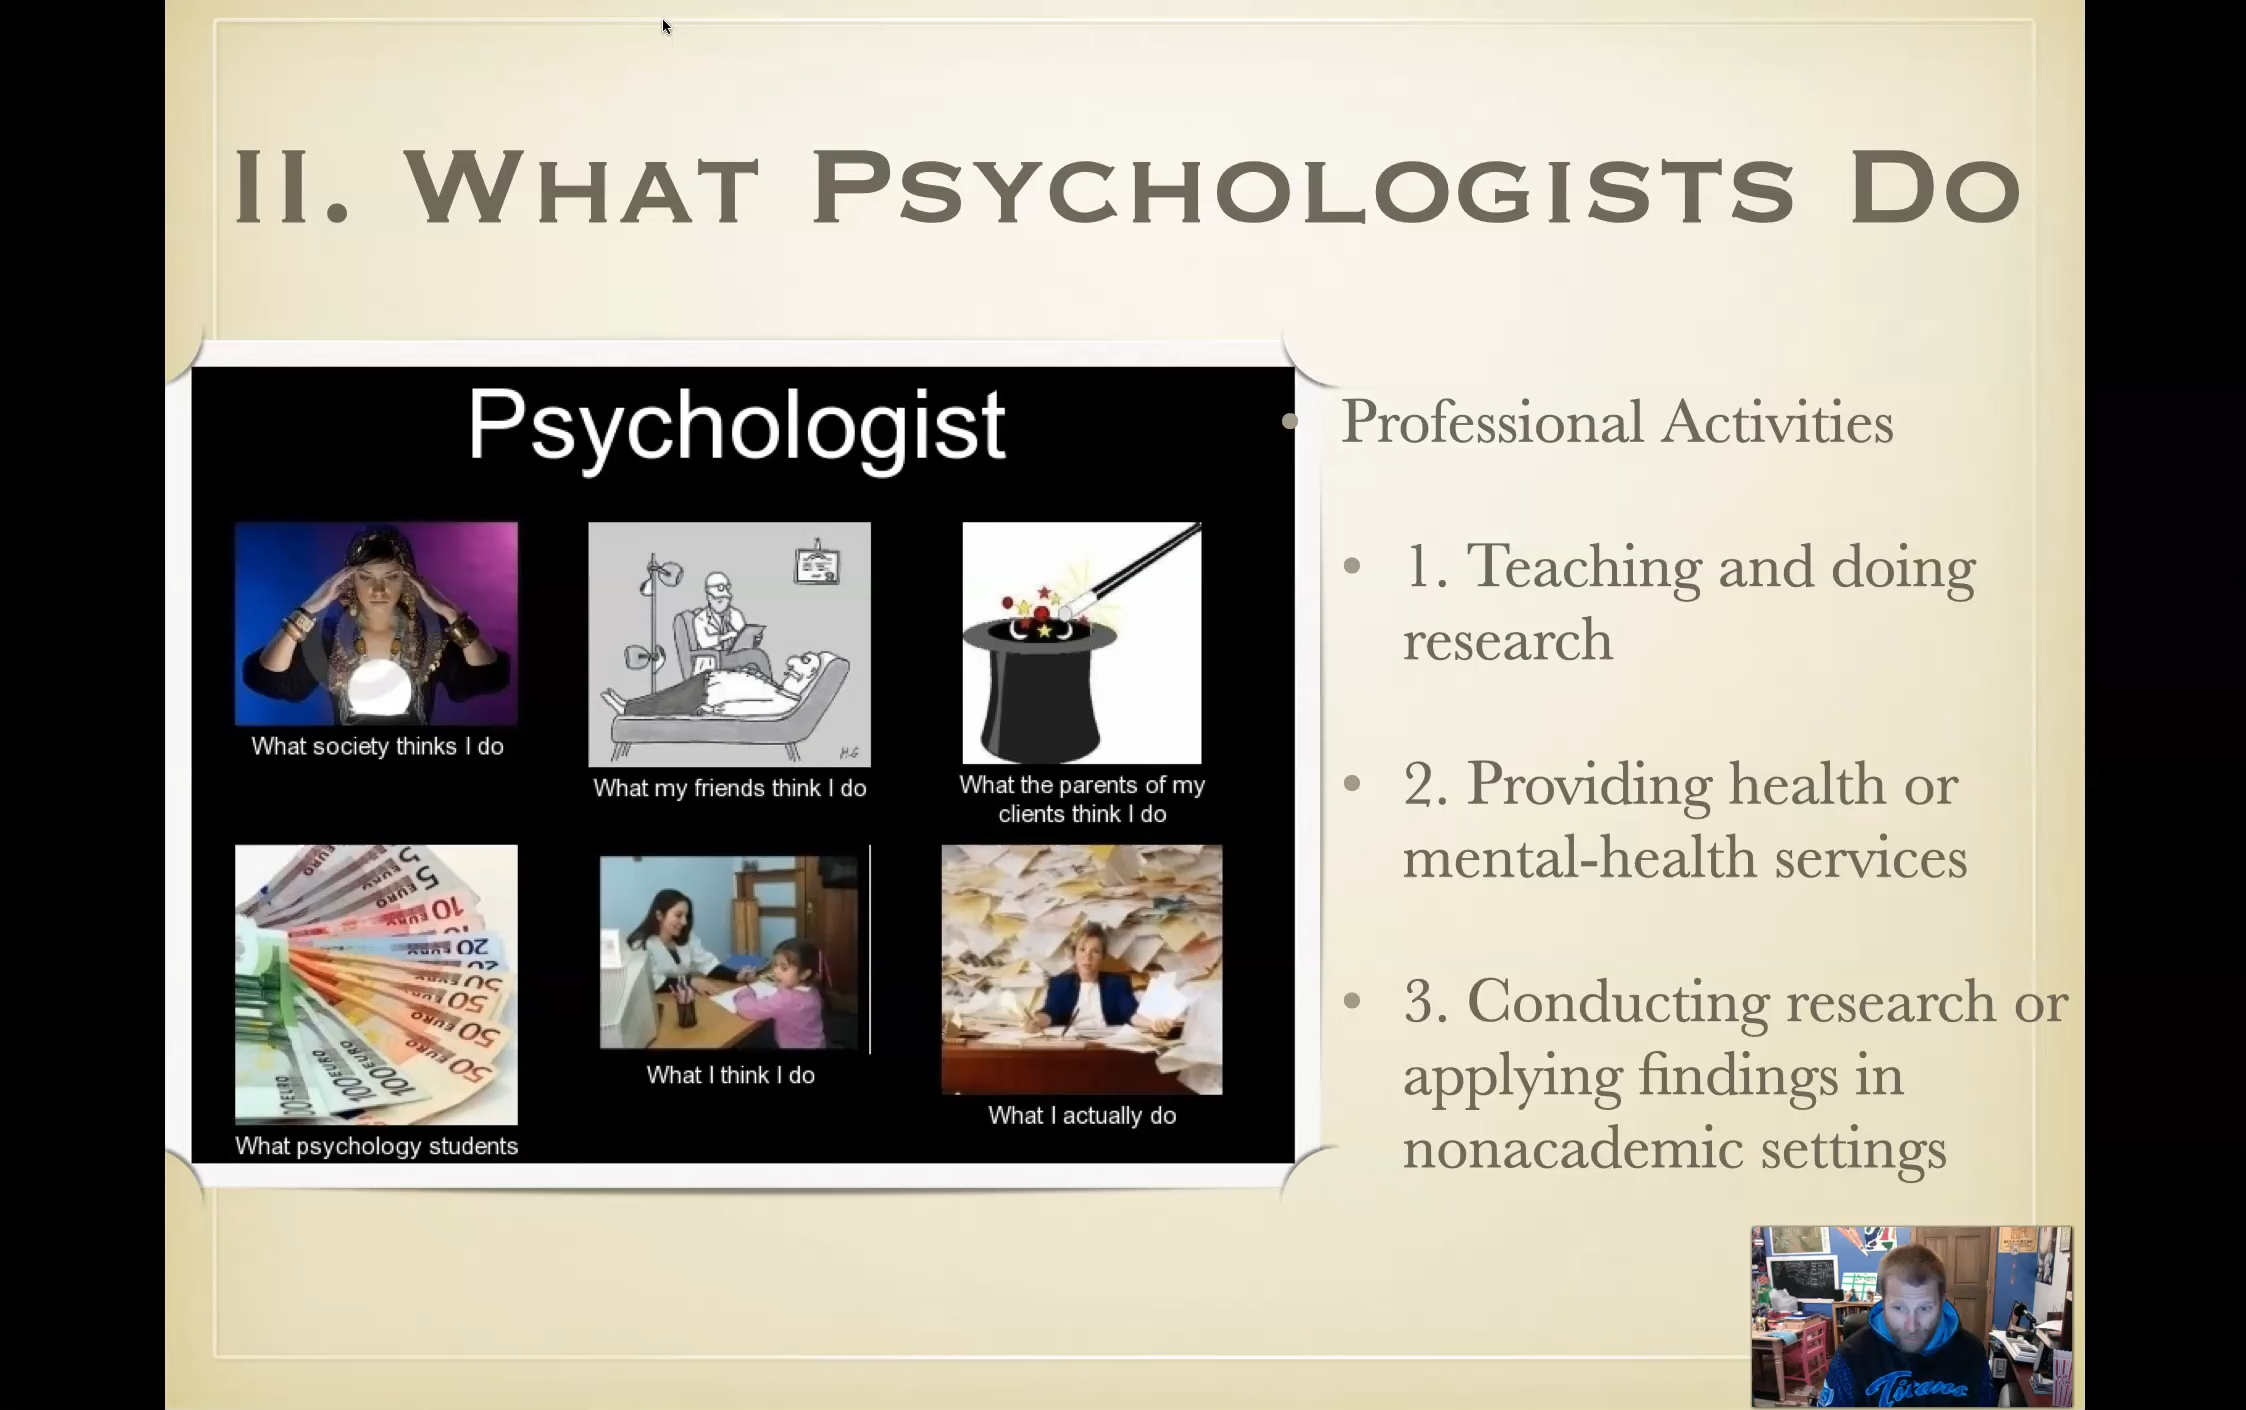 II. What Psychologists Do
Psychologist
What society thinks I do
What my friends think I do
What the parents of my
clients think I do
What psychology students
What I think I do
What I actually do
• Professional Activities
• 1. Teaching and doing
research
• 2. Providing health or
mental-health services
• 3. Conducting research or
applying findings in
nonacademic settings
Titans